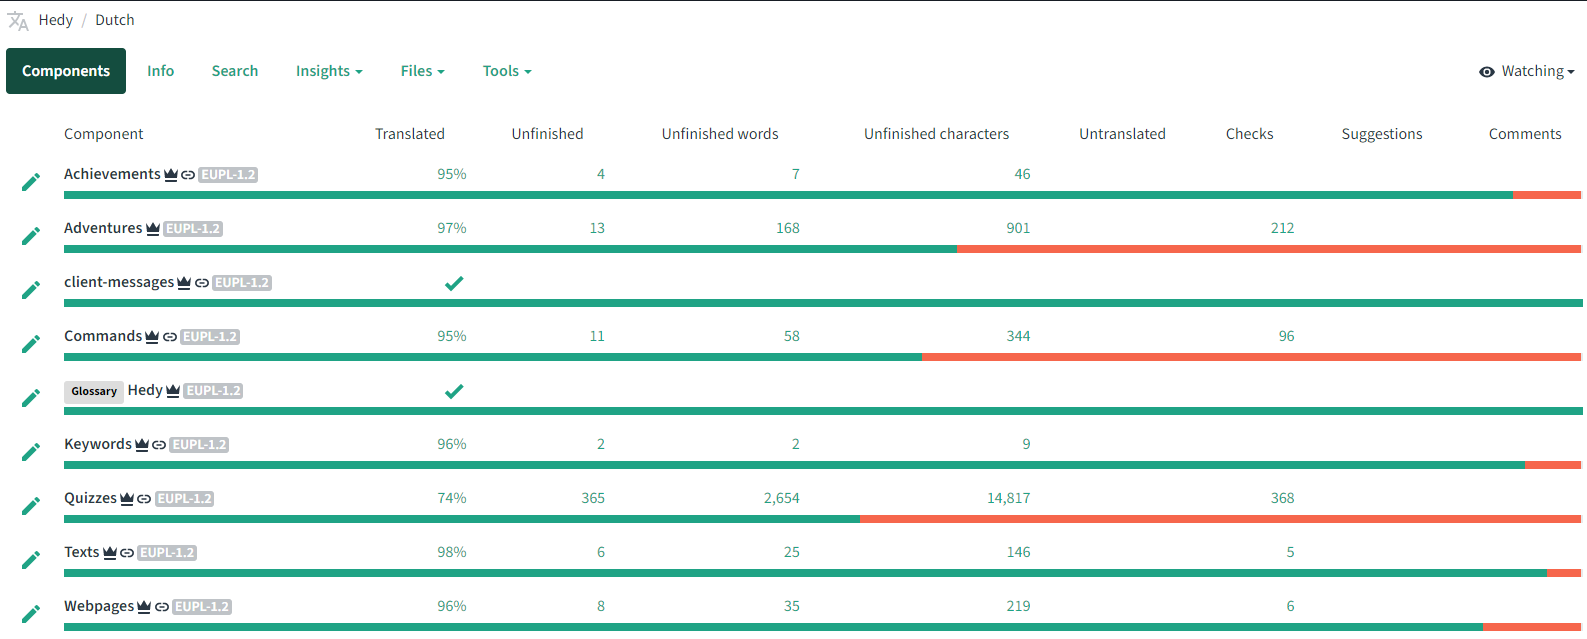 Hedy / Dutch
Components Info Search Insights Files Tools Watching
Component Translated Unfinished Unfinished words Unfinished characters Untranslated Checks Suggestions Comments
Achievements EUPL-1.2 95% 4 7 46
Adventures EUPL-1.2 97% 13 168 901 212
client-messages EUPL-1.2
Commands EUPL-1.2 95% 11 58 344 96
Glossary Hedy EUPL-1.2
Keywords EUPL-1.2 96% 2 2 9
Quizzes EUPL-1.2 74% 365 2,654 14,817 368
Texts EUPL-1.2 98% 6 25 146 5
Webpages EUPL-1.2 96% 8 35 219 6